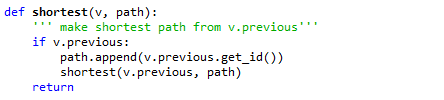 def shortest(v, path):
    ''' make shortest path from v.previous'''
    if v.previous:
        path.append(v.previous.get_id())
        shortest(v.previous, path)
    return